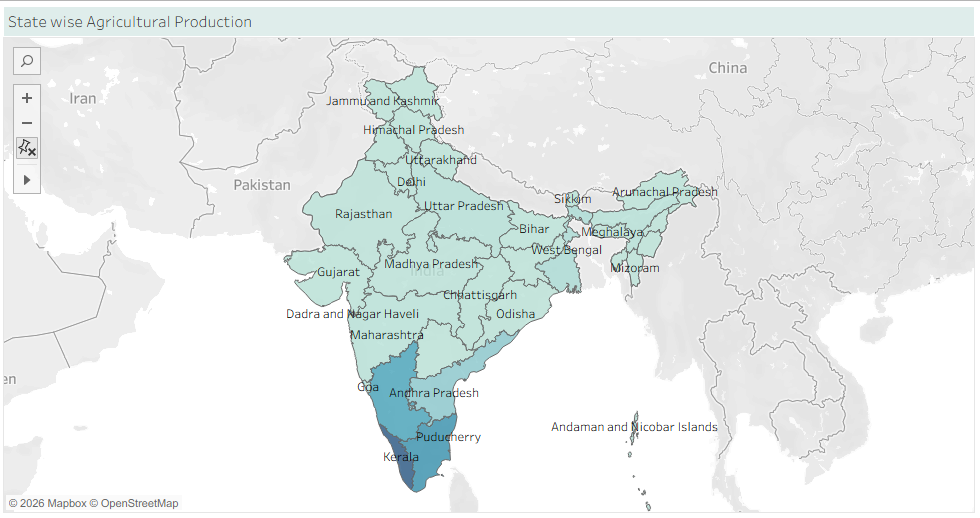 State wise Agricultural Production
China
Iran
Jammu and Kashmir
Himachal Pradesh
Uttarakhand
Delhi
Pakistan
Arunachal Pradesh
Sikkim
Uttar Pradesh
Rajasthan
Bihar
Meghalaya
West Bengal
Madhya Pradesh
India
Mizoram
Gujarat
Chhattisgarh
Dadra and Nagar Haveli
Odisha
Maharashtra
en
Goa
Andhra Pradesh
Andaman and Nicobar Islands
Puducherry
Kerala
© 2026 Mapbox © OpenStreetMap